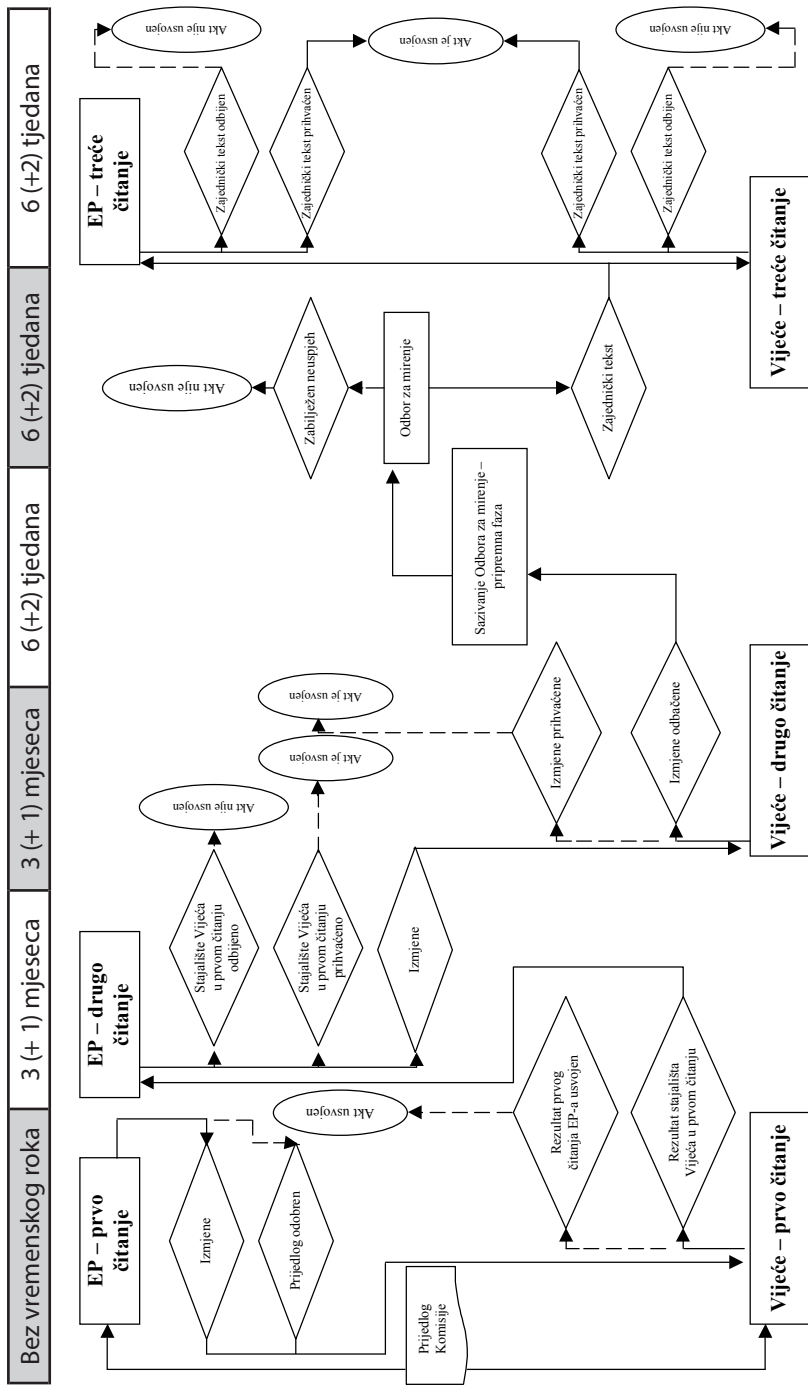 Bez vremenskog roka
3 (+ 1) mjeseca
3 (+ 1) mjeseca
6 (+2) tjedana
6 (+2) tjedana
6 (+2) tjedana
EP – prvo
čitanje
Izmjene
Prijedlog odobren
Prijedlog
Komisije
Akt usvojen
Rezultat prvog
čitanja EP-a usvojen
Rezultat stajališta
Vijeća u prvom čitanju
Vijeće – prvo čitanje
EP – drugo
čitanje
Stajalište Vijeća
u prvom čitanju
odbijeno
Stajalište Vijeća
u prvom čitanju
prihvaćeno
Izmjene
Akt nije usvojen
Akt je usvojen
Akt je usvojen
Izmjene prihvaćene
Izmjene odbačene
Vijeće – drugo čitanje
Sazivanje Odbora za mirenje –
pripremna faza
Akt nije usvojen
Zabilježen neuspjeh
Odbor za mirenje
Zajednički tekst
EP – treće
čitanje
Zajednički tekst odbijen
Zajednički tekst prihvaćen
Akt nije usvojen
Akt je usvojen
Zajednički tekst prihvaćen
Zajednički tekst odbijen
Akt nije usvojen
Vijeće – treće čitanje